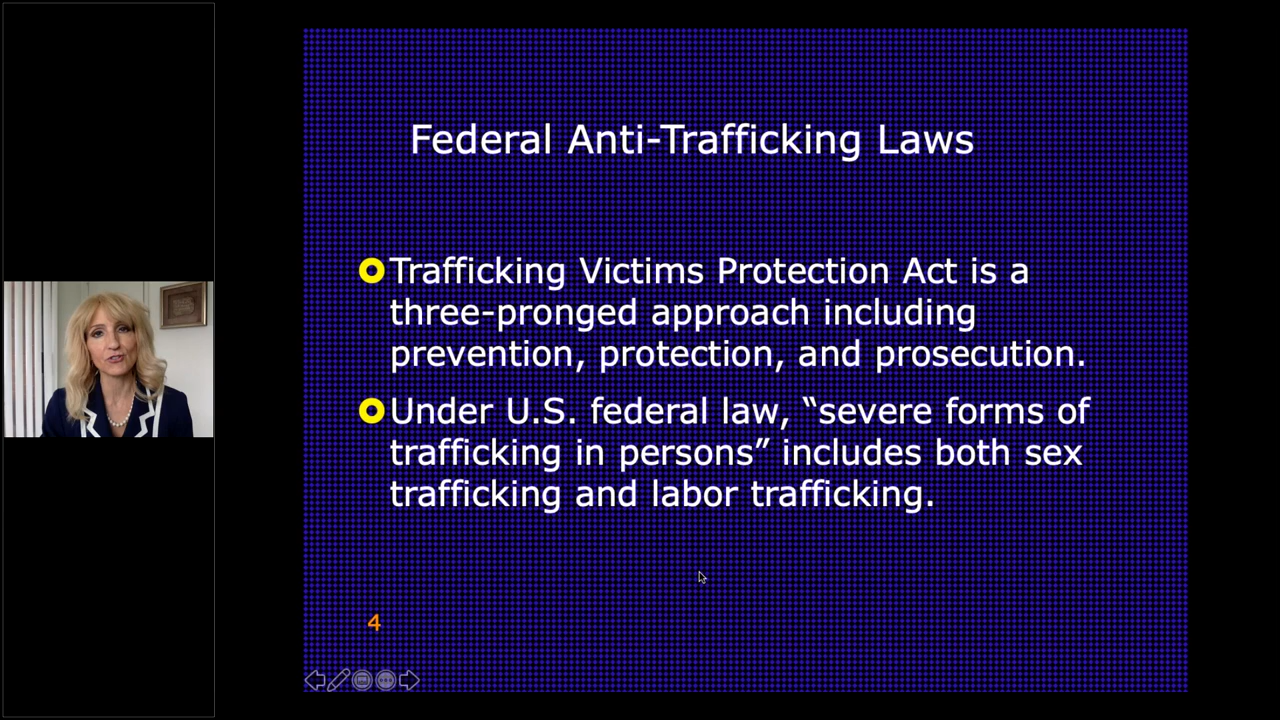 Federal Anti-Trafficking Laws
Trafficking Victims Protection Act is a
three-pronged approach including
prevention, protection, and prosecution.
Under U.S. federal law, “severe forms of
trafficking in persons” includes both sex
trafficking and labor trafficking.
4